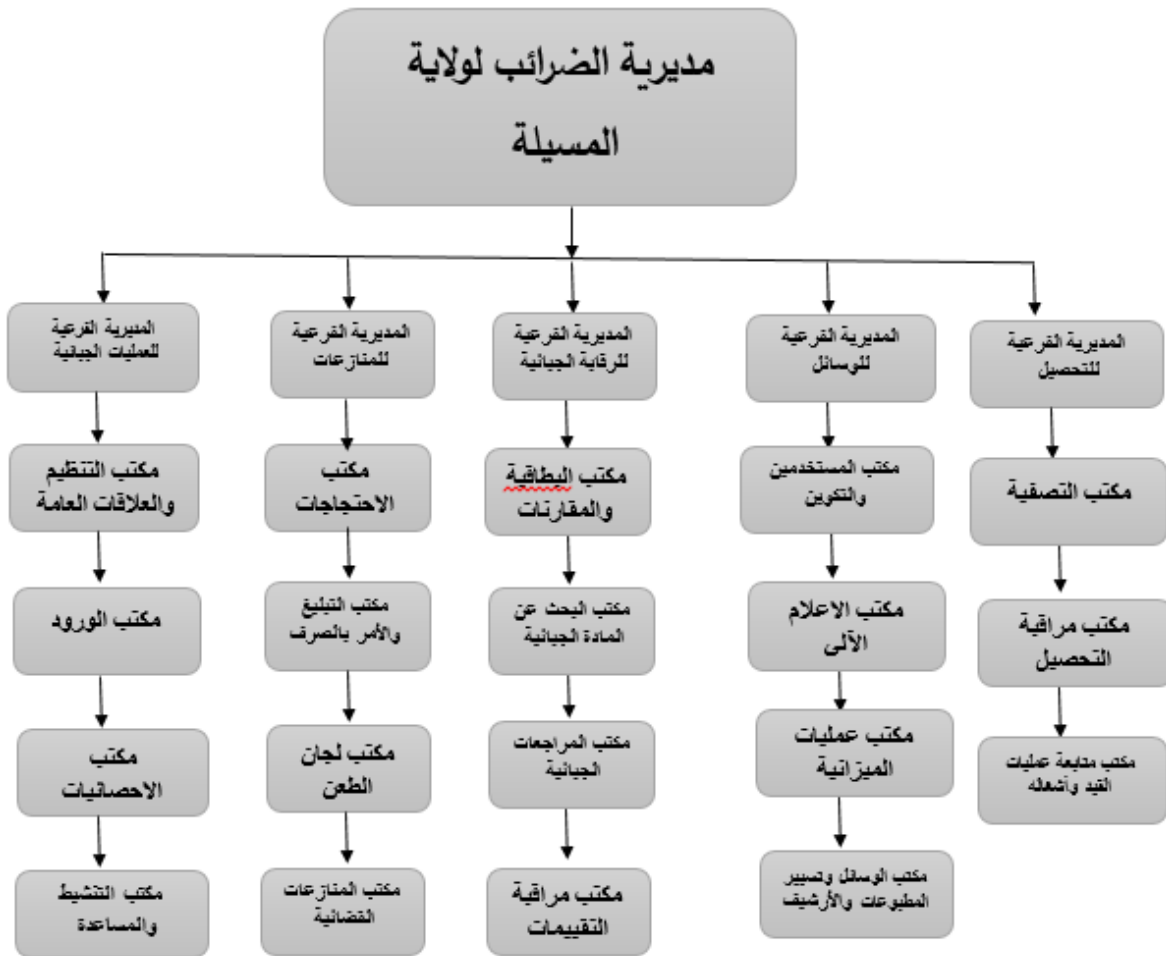 مديرية الضرائب لولاية
المسيلة
المديرية الفرعية
للتحصيل
المديرية الفرعية
للوسائل
المديرية الفرعية
للرقابة الجبائية
المديرية الفرعية
للمنازعات
المديرية الفرعية
للعمليات الجبائية
مكتب التصفية
مكتب المستخدمين
والتكوين
مكتب البطاقية
والمقارنات
مكتب
الاحتجاجات
مكتب التنظيم
والعلاقات العامة
مكتب مراقبة
التحصيل
مكتب الاعلام
الآلي
مكتب البحث عن
المادة الجبائية
مكتب التبليغ
والأمر بالصرف
مكتب الورود
مكتب متابعة عمليات
القيد وأشغاله
مكتب عمليات
الميزانية
مكتب المراجعات
الجبائية
مكتب لجان
الطعن
مكتب
الاحصائيات
مكتب الوسائل وتسيير
المطبوعات والأرشيف
مكتب مراقبة
التقييمات
مكتب المنازعات
القضائية
مكتب التنشيط
والمساعدة